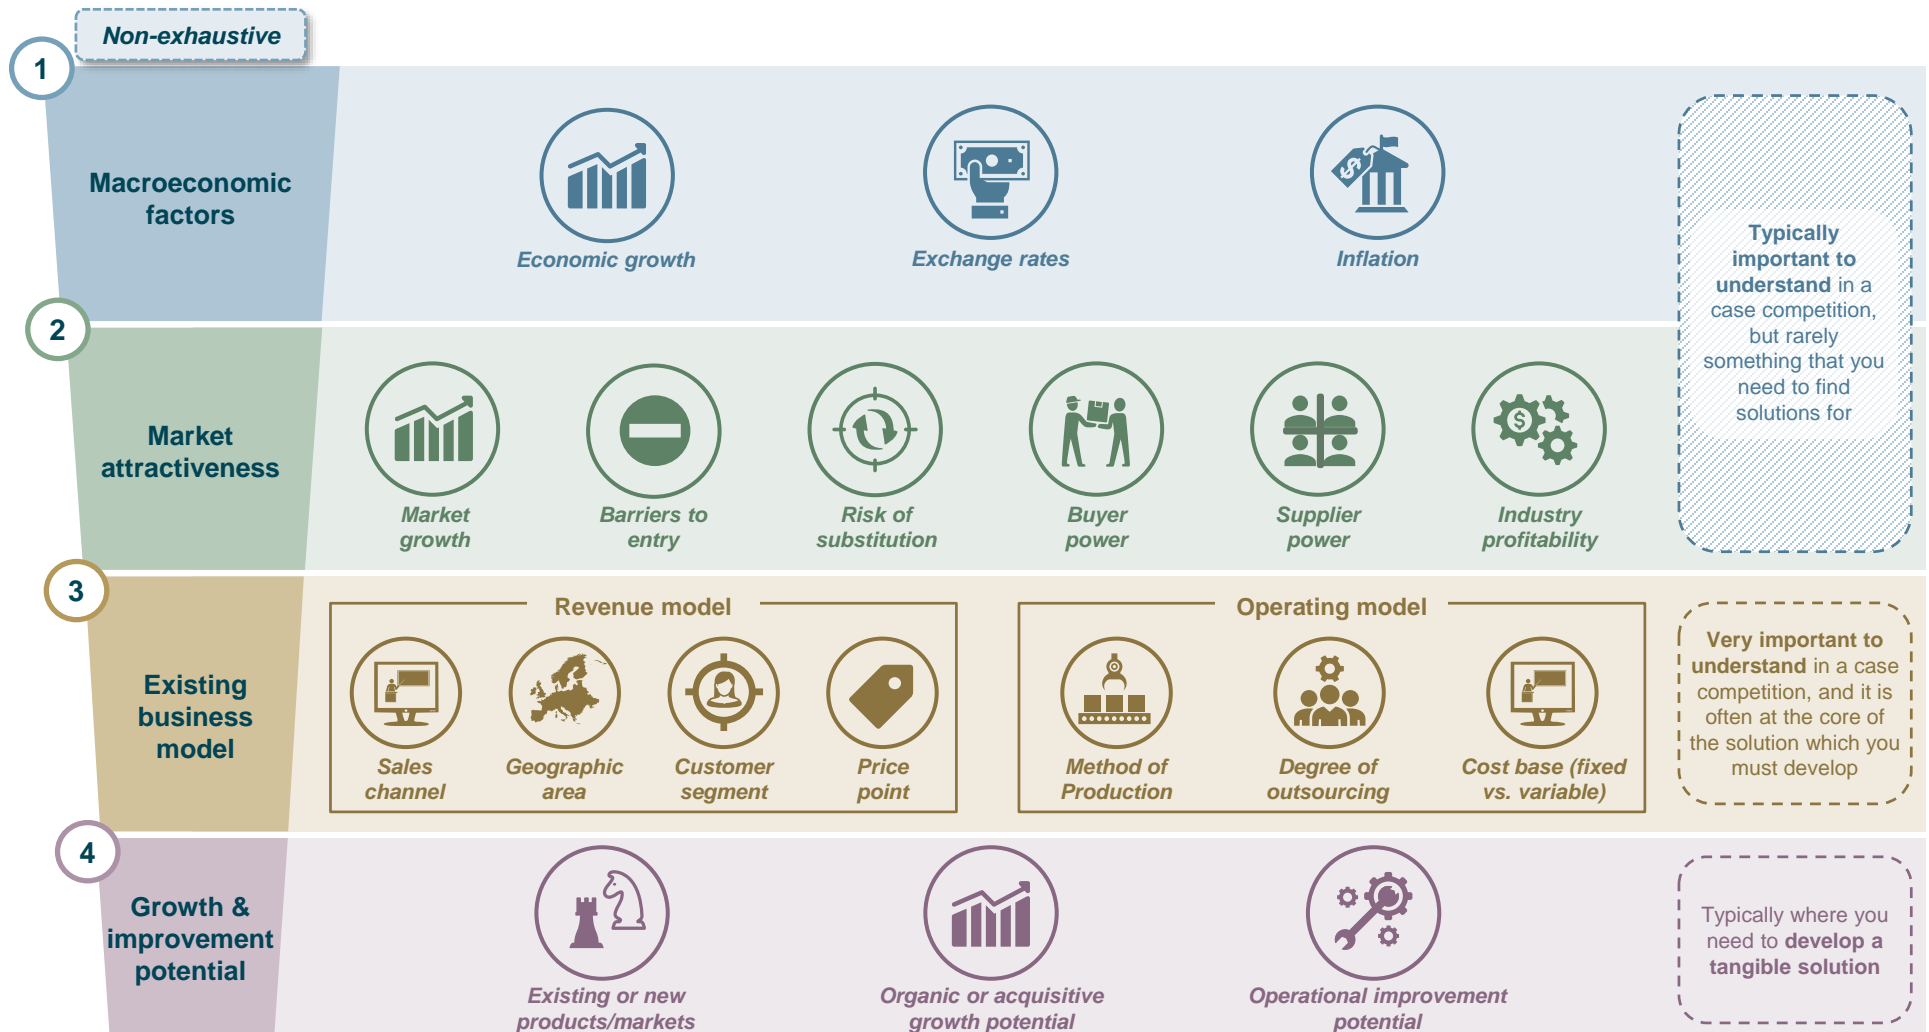 Non-exhaustive
1
Macroeconomic
factors
Economic growth
Exchange rates
Inflation
Typically
important to
understand in a
case competition,
but rarely
something that you
need to find
solutions for
2
Market
attractiveness
Market
growth
Barriers to
entry
Risk of
substitution
Buyer
power
Supplier
power
Industry
profitability
3
Existing
business
model
Revenue model
Sales
channel
Geographic
area
Customer
segment
Price
point
Operating model
Method of
Production
Degree of
outsourcing
Cost base (fixed
vs. variable)
Very important to
understand in a case
competition, and it is
often at the core of
the solution which you
must develop
4
Growth &
improvement
potential
Existing or new
products/markets
Organic or acquisitive
growth potential
Operational improvement
potential
Typically where you
need to develop a
tangible solution